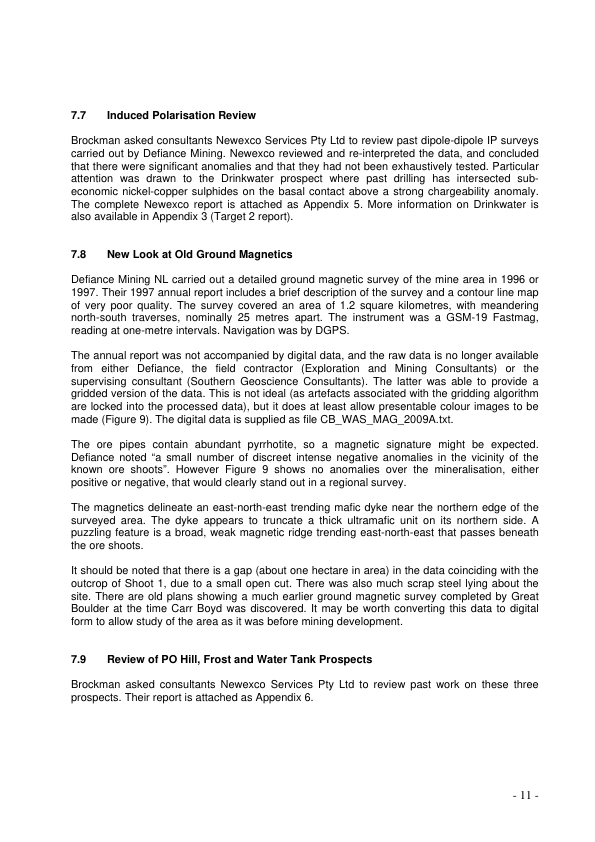 7.7 Induced Polarisation Review
Brockman asked consultants Newexco Services Pty Ltd to review past dipole-dipole IP surveys
carried out by Defiance Mining. Newexco reviewed and re-interpreted the data, and concluded
that there were significant anomalies and that they had not been exhaustively tested. Particular
attention was drawn to the Drinkwater prospect where past drilling has intersected sub-
economic nickel-copper sulphides on the basal contact above a strong chargeability anomaly.
The complete Newexco report is attached as Appendix 5. More information on Drinkwater is
also available in Appendix 3 (Target 2 report).
7.8 New Look at Old Ground Magnetics
Defiance Mining NL carried out a detailed ground magnetic survey of the mine area in 1996 or
1997. Their 1997 annual report includes a brief description of the survey and a contour line map
of very poor quality. The survey covered an area of 1.2 square kilometres, with meandering
north-south traverses, nominally 25 metres apart. The instrument was a GSM-19 Fastmag,
reading at one-metre intervals. Navigation was by DGPS.
The annual report was not accompanied by digital data, and the raw data is no longer available
from either Defiance, the field contractor (Exploration and Mining Consultants) or the
supervising consultant (Southern Geoscience Consultants). The latter was able to provide a
gridded version of the data. This is not ideal (as artefacts associated with the gridding algorithm
are locked into the processed data), but it does at least allow presentable colour images to be
made (Figure 9). The digital data is supplied as file CB_WAS_MAG_2009A.txt.
The ore pipes contain abundant pyrrhotite, so a magnetic signature might be expected.
Defiance noted “a small number of discreet intense negative anomalies in the vicinity of the
known ore shoots”. However Figure 9 shows no anomalies over the mineralisation, either
positive or negative, that would clearly stand out in a regional survey.
The magnetics delineate an east-north-east trending mafic dyke near the northern edge of the
surveyed area. The dyke appears to truncate a thick ultramafic unit on its northern side. A
puzzling feature is a broad, weak magnetic ridge trending east-north-east that passes beneath
the ore shoots.
It should be noted that there is a gap (about one hectare in area) in the data coinciding with the
outcrop of Shoot 1, due to a small open cut. There was also much scrap steel lying about the
site. There are old plans showing a much earlier ground magnetic survey completed by Great
Boulder at the time Carr Boyd was discovered. It may be worth converting this data to digital
form to allow study of the area as it was before mining development.
7.9 Review of PO Hill, Frost and Water Tank Prospects
Brockman asked consultants Newexco Services Pty Ltd to review past work on these three
prospects. Their report is attached as Appendix 6.
- 11 -